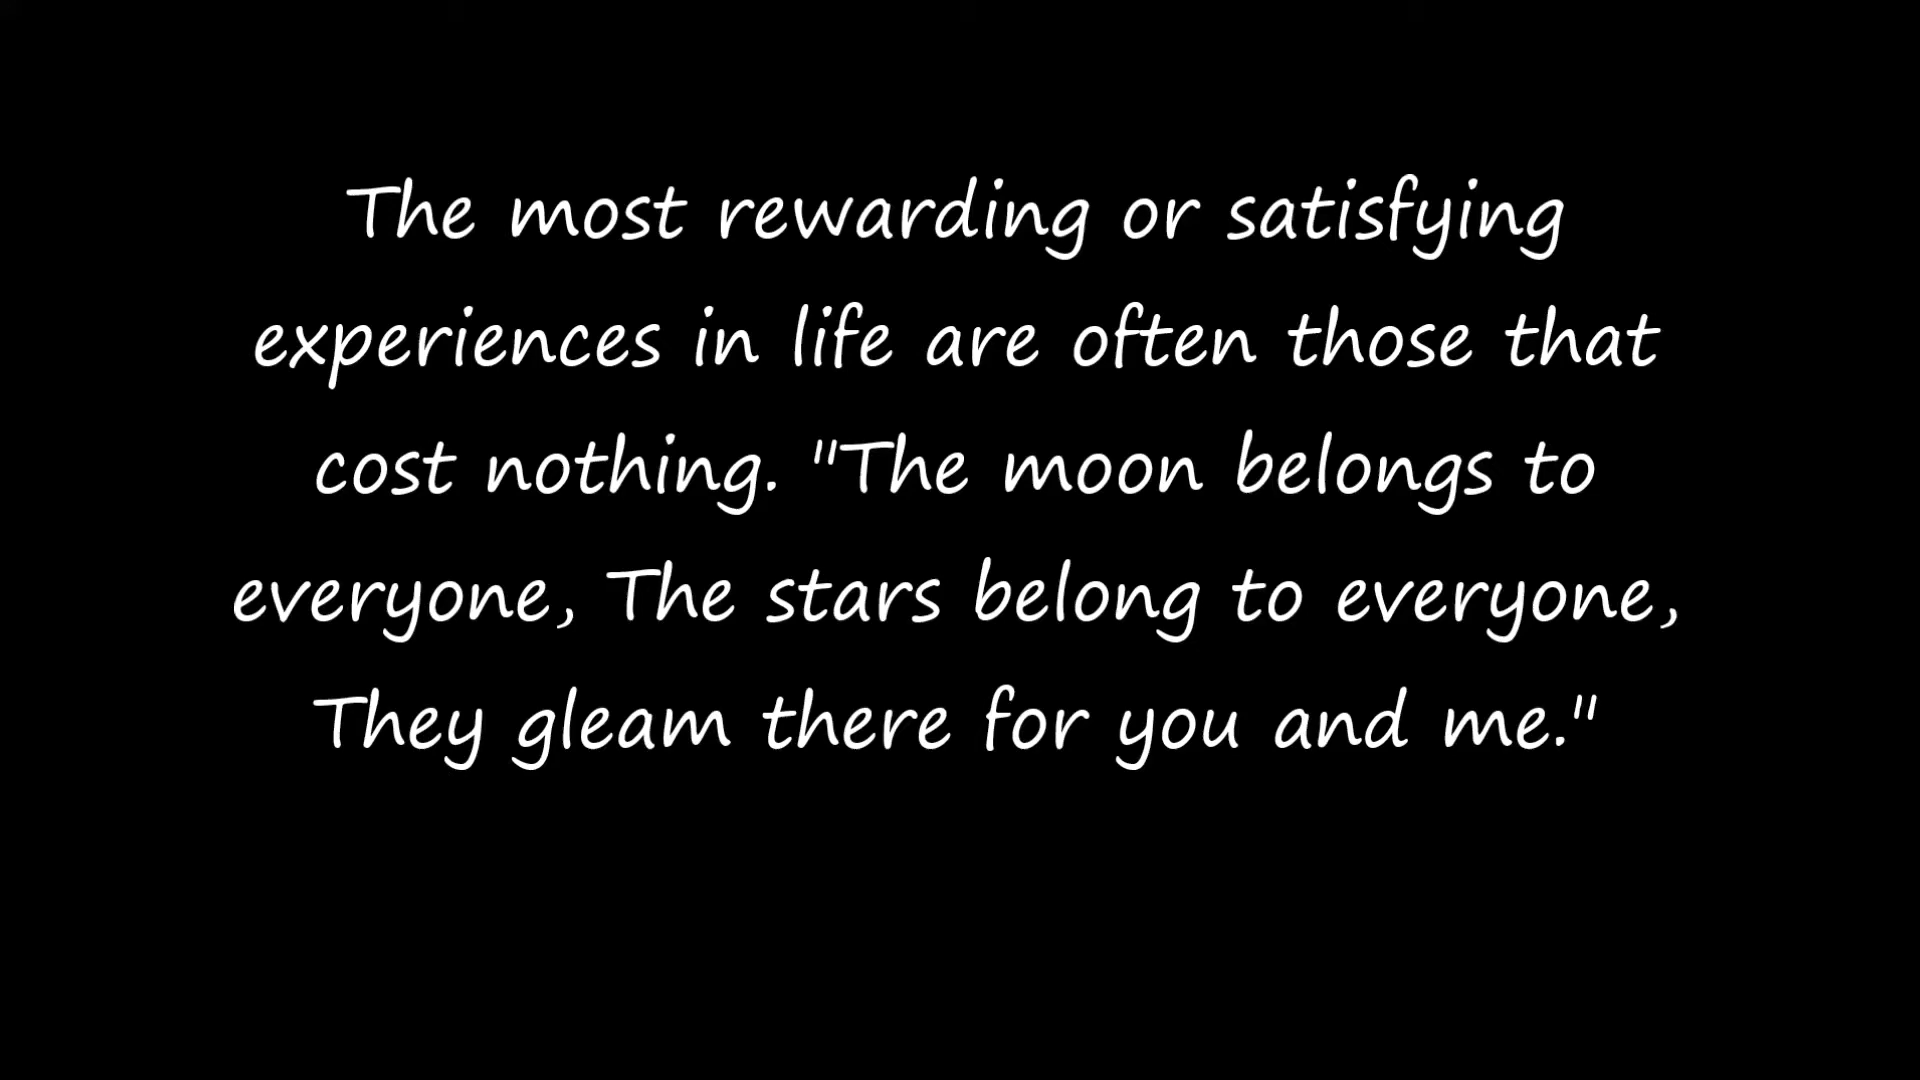 The most rewarding or satisfying
experiences in life are often those that
cost nothing. "The moon belongs to
everyone, The stars belong to everyone,
They gleam there for you and me."